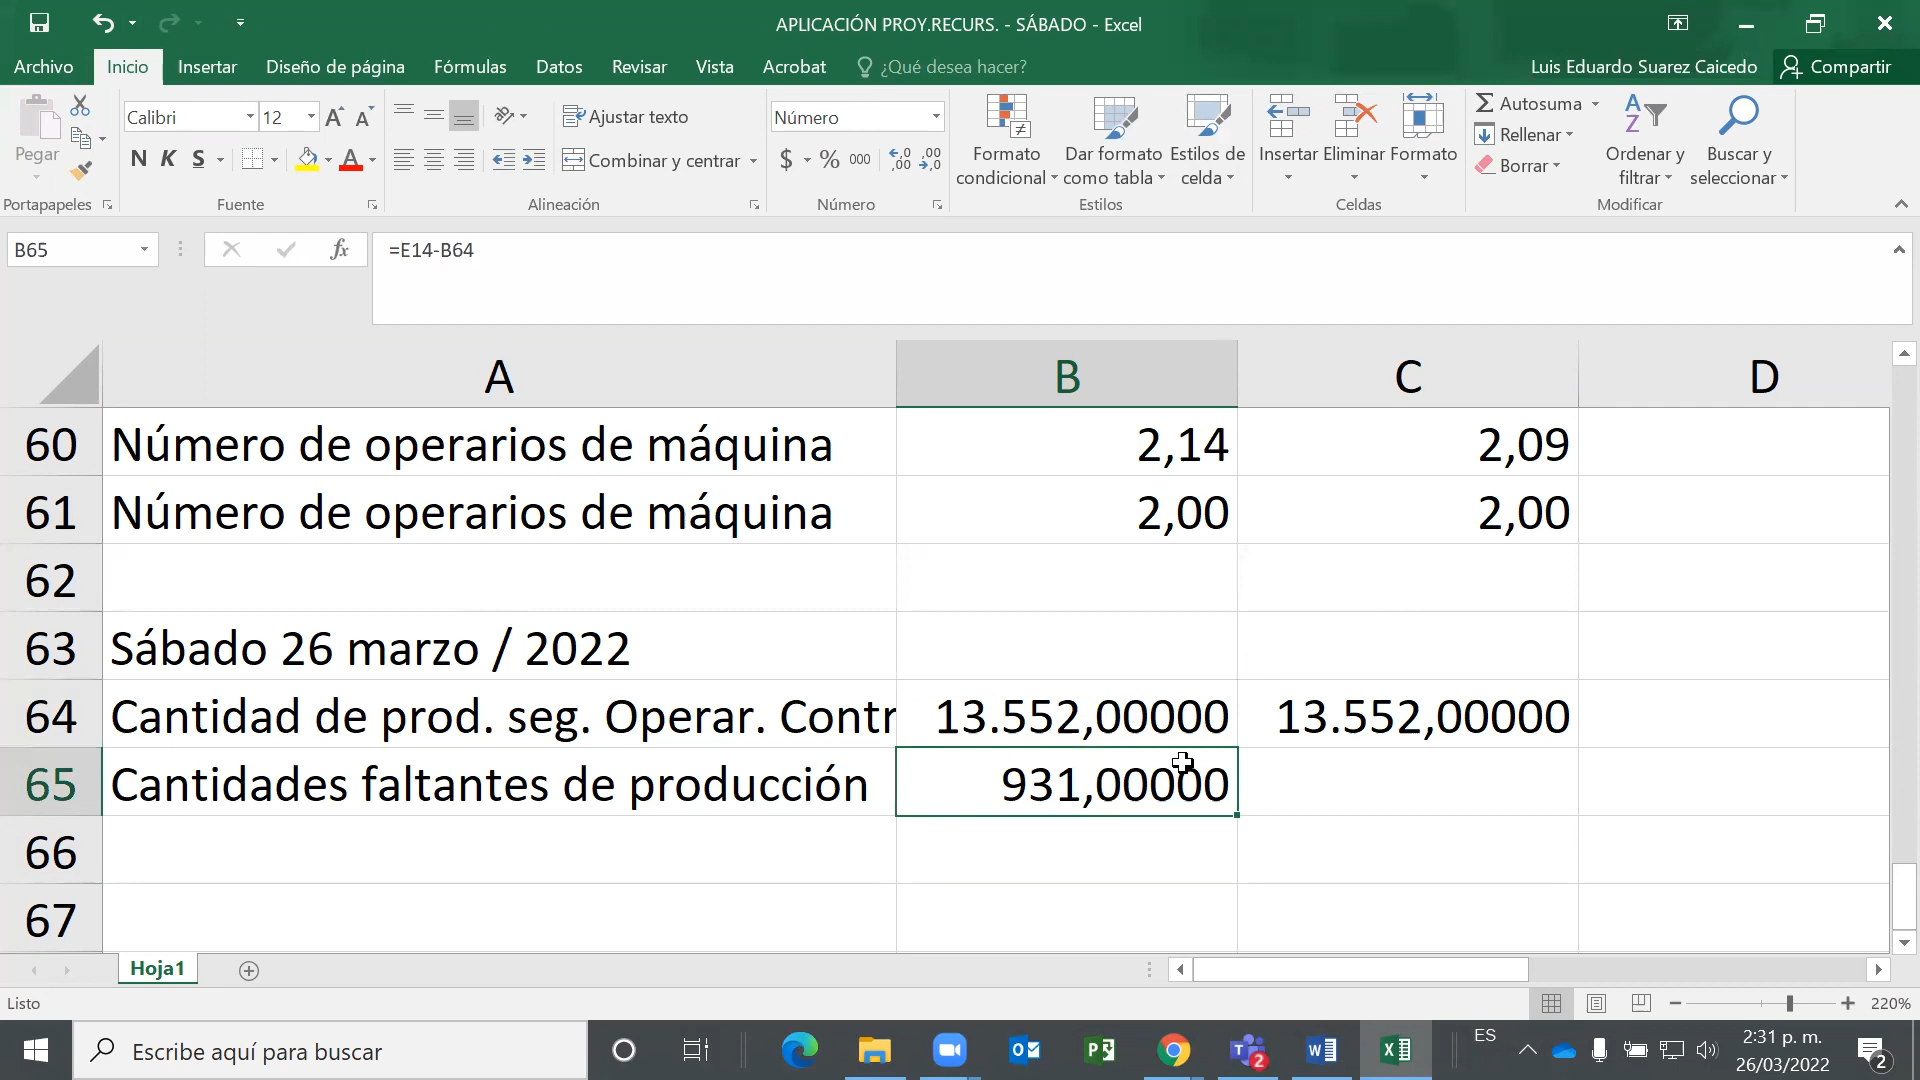 APLICACIÓN PROY.RECURS. - SÁBADO - Excel
Archivo Inicio Insertar Diseño de página Fórmulas Datos Revisar Vista Acrobat ¿Qué desea hacer? Luis Eduardo Suarez Caicedo Compartir
Pegar
Portapapeles
Calibri 12
N K S
Fuente
Ajustar texto
Combinar y centrar
Alineación
Número
$ % 000
Número
Formato condicional
Dar formato como tabla
Estilos de celda
Estilos
Insertar Eliminar Formato
Celdas
Autosuma
Rellenar
Borrar
Ordenar y filtrar
Buscar y seleccionar
Modificar
B65 fx =E14-B64
A B C D
60 Número de operarios de máquina 2,14 2,09
61 Número de operarios de máquina 2,00 2,00
62
63 Sábado 26 marzo / 2022
64 Cantidad de prod. seg. Operar. Contr 13.552,00000 13.552,00000
65 Cantidades faltantes de producción 931,00000
66
67
Hoja1
Listo 220%
Escribe aquí para buscar
ES
2:31 p. m.
26/03/2022
2
2